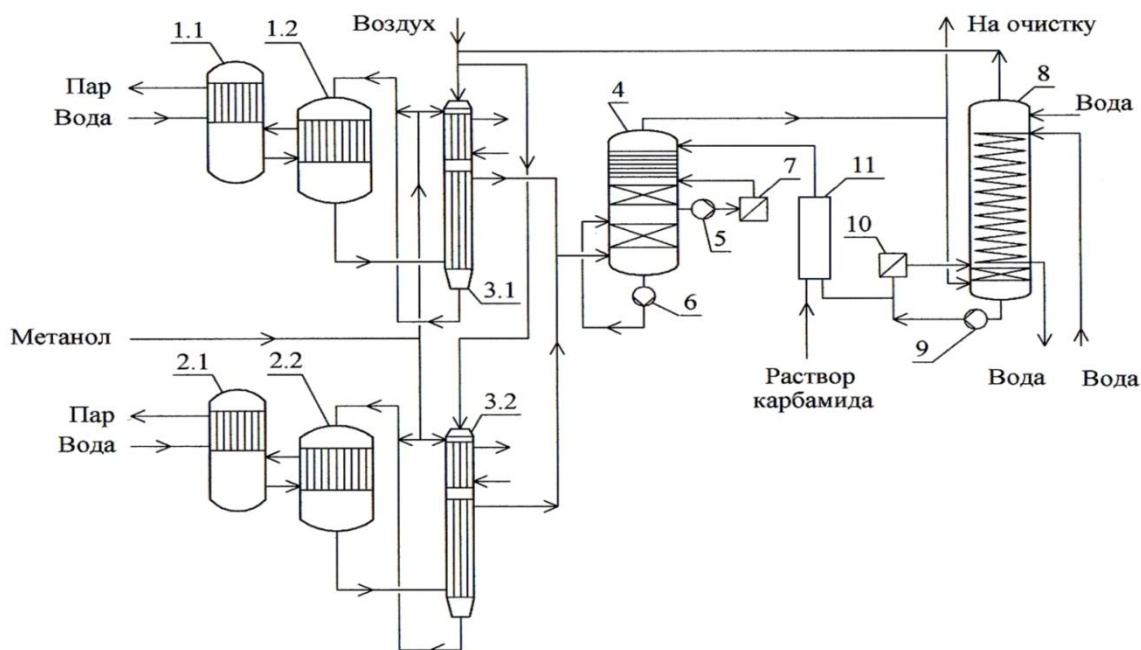 Воздух
На очистку
1.1
1.2
4
8
Пар
Вода
Вода
7
11
5
10
3.1
6
9
Метанол
2.1
2.2
Раствор
карбамида
Вода
Вода
Пар
3.2
Вода